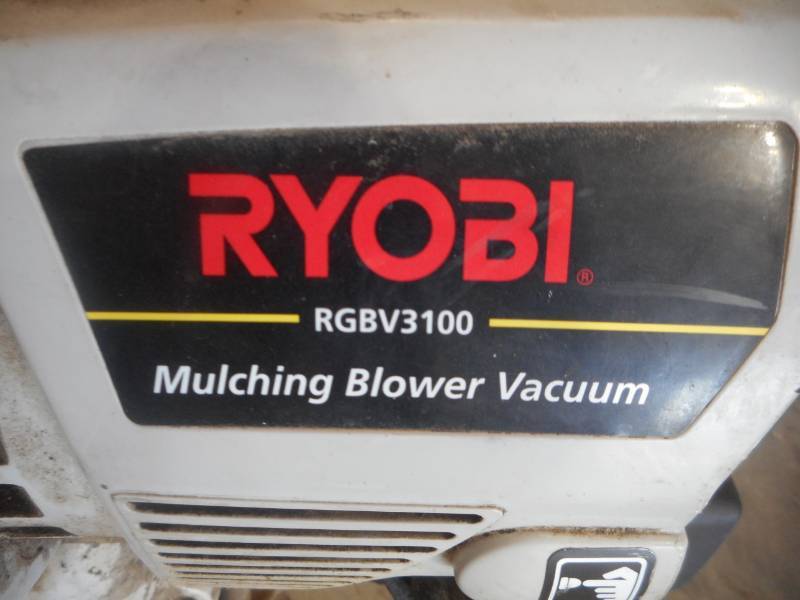 RYOBI®
RGBV3100
Mulching Blower Vacuum